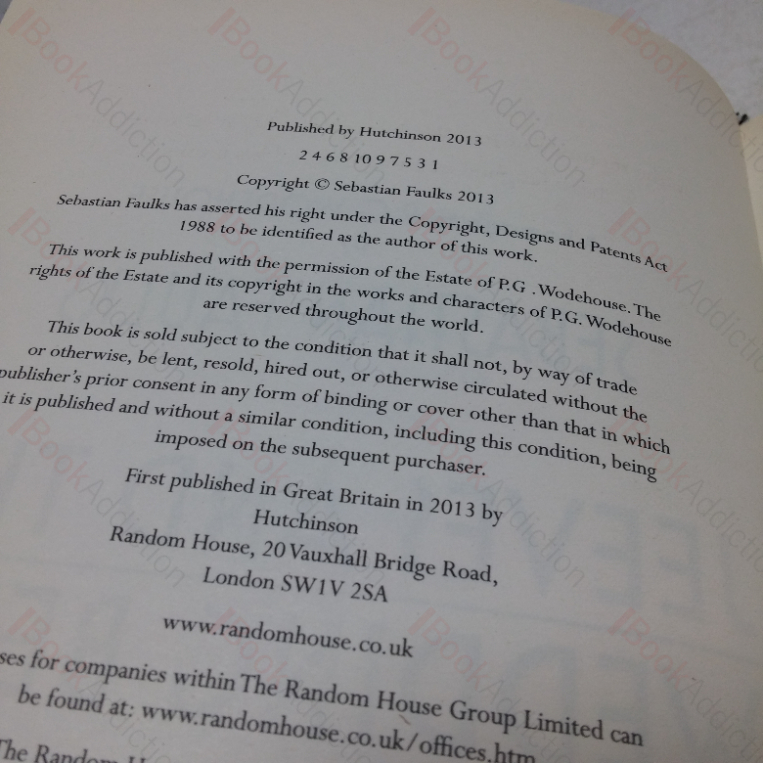 Published by Hutchinson 2013
2 4 6 8 10 9 7 5 3 1
Copyright © Sebastian Faulks 2013
Sebastian Faulks has asserted his right under the Copyright, Designs and Patents Act
1988 to be identified as the author of this work.
This work is published with the permission of the Estate of P.G . Wodehouse. The
rights of the Estate and its copyright in the works and characters of P.G. Wodehouse
are reserved throughout the world.
This book is sold subject to the condition that it shall not, by way of trade
or otherwise, be lent, resold, hired out, or otherwise circulated without the
publisher's prior consent in any form of binding or cover other than that in which
it is published and without a similar condition, including this condition, being
imposed on the subsequent purchaser.
First published in Great Britain in 2013 by
Hutchinson
Random House, 20 Vauxhall Bridge Road,
London SW1V 2SA
www.randomhouse.co.uk
ses for companies within The Random House Group Limited can
be found at: www.randomhouse.co.uk/offices.htm
The Random
BookAddiction